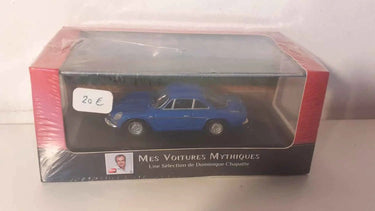 20 €
Mes Voitures Mythiques
Une Sélection de Dominique Chapatte